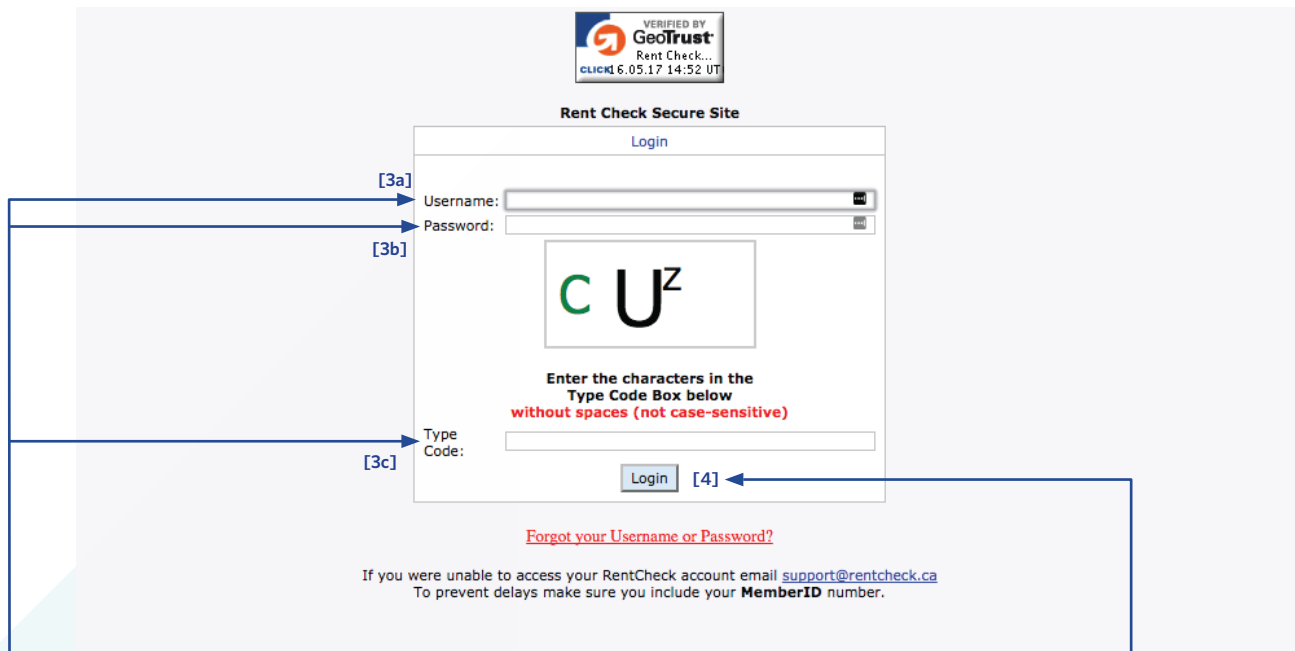 VERIFIED BY
GeoTrust
Rent Check...
CLICK 16.05.17 14:52 UT
Rent Check Secure Site
Login
[3a]
Username:
Password:
[3b]
C U z
Enter the characters in the
Type Code Box below
without spaces (not case-sensitive)
Type
Code:
[3c]
Login [4]
Forgot your Username or Password?
If you were unable to access your RentCheck account email support@rentcheck.ca
To prevent delays make sure you include your MemberID number.